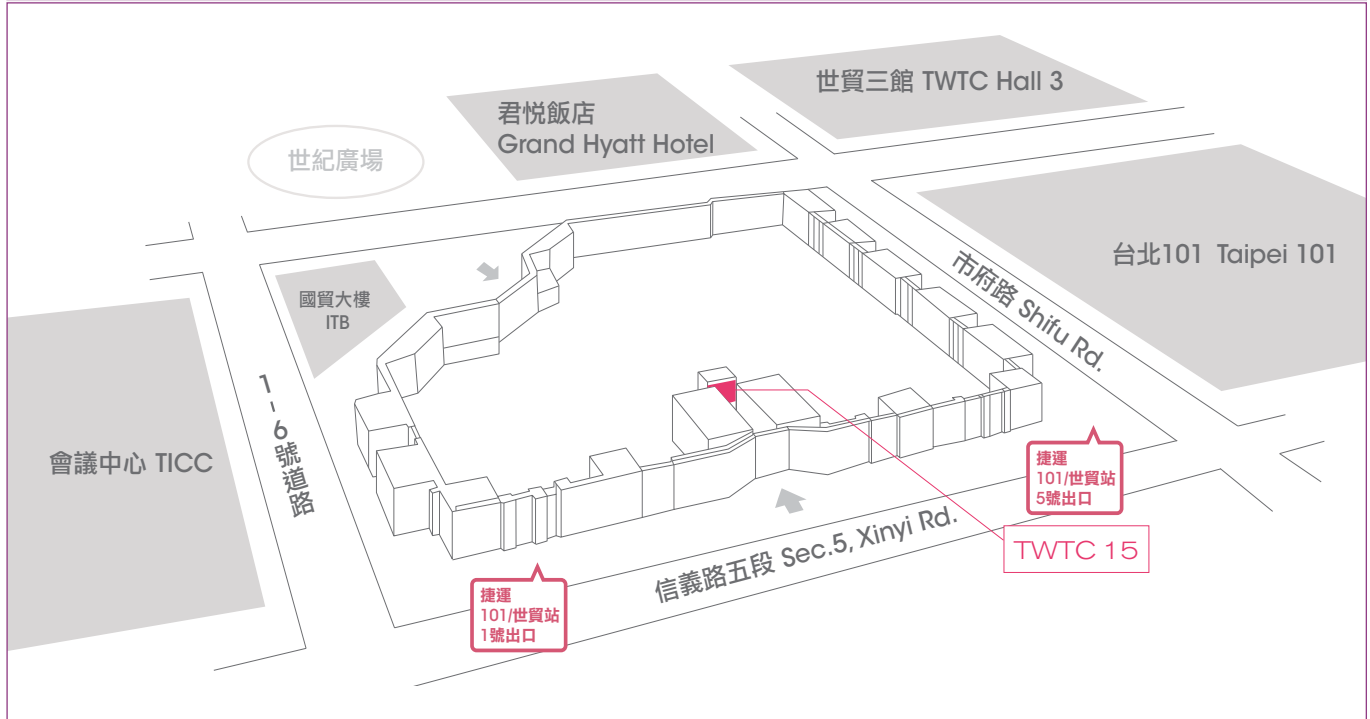 世貿三館 TWTC Hall 3
君悅飯店
Grand Hyatt Hotel
世紀廣場
台北101 Taipei 101
市府路 Shifu Rd.
國貿大樓
ITB
1-6號道路
會議中心 TICC
捷運
101/世貿站
5號出口
TWTC 15
信義路五段 Sec.5, Xinyi Rd.
捷運
101/世貿站
1號出口